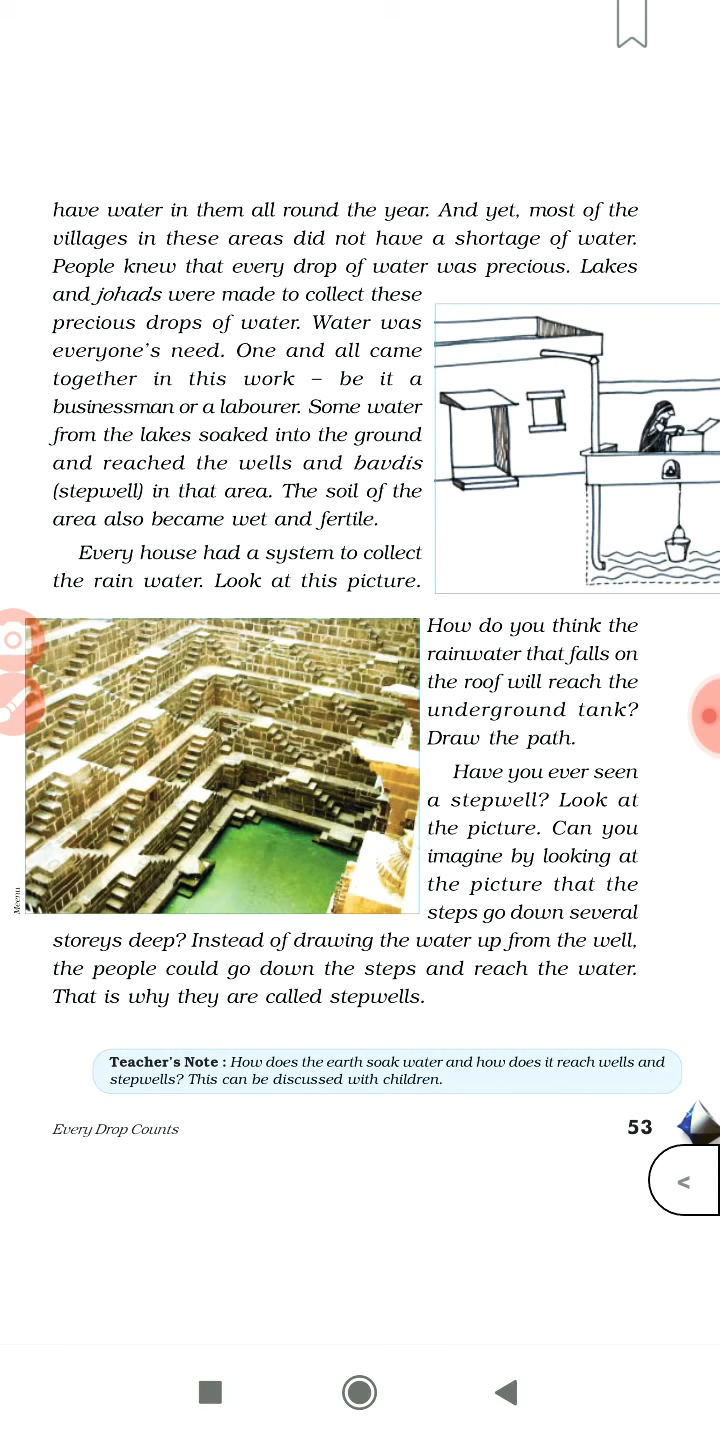 have water in them all round the year. And yet, most of the
villages in these areas did not have a shortage of water.
People knew that every drop of water was precious. Lakes
and johads were made to collect these
precious drops of water. Water was
everyone's need. One and all came
together in this work – be it a
businessman or a labourer. Some water
from the lakes soaked into the ground
and reached the wells and bavdis
(stepwell) in that area. The soil of the
area also became wet and fertile.
Every house had a system to collect
the rain water. Look at this picture.
How do you think the
rainwater that falls on
the roof will reach the
underground tank?
Draw the path.
Have you ever seen
a stepwell? Look at
the picture. Can you
imagine by looking at
the picture that the
steps go down several
storeys deep? Instead of drawing the water up from the well,
the people could go down the steps and reach the water.
That is why they are called stepwells.
Meenu
Teacher's Note : How does the earth soak water and how does it reach wells and
stepwells? This can be discussed with children.
Every Drop Counts
53
<